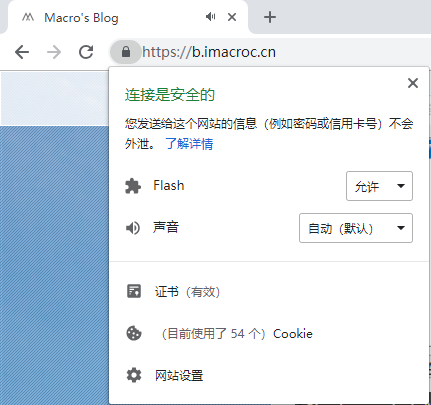 Macro's Blog
https://b.imacroc.cn
连接是安全的
您发送给这个网站的信息（例如密码或信用卡号）不会
外泄。 了解详情
Flash 允许
声音 自动（默认）
证书（有效）
（目前使用了 54 个）Cookie
网站设置